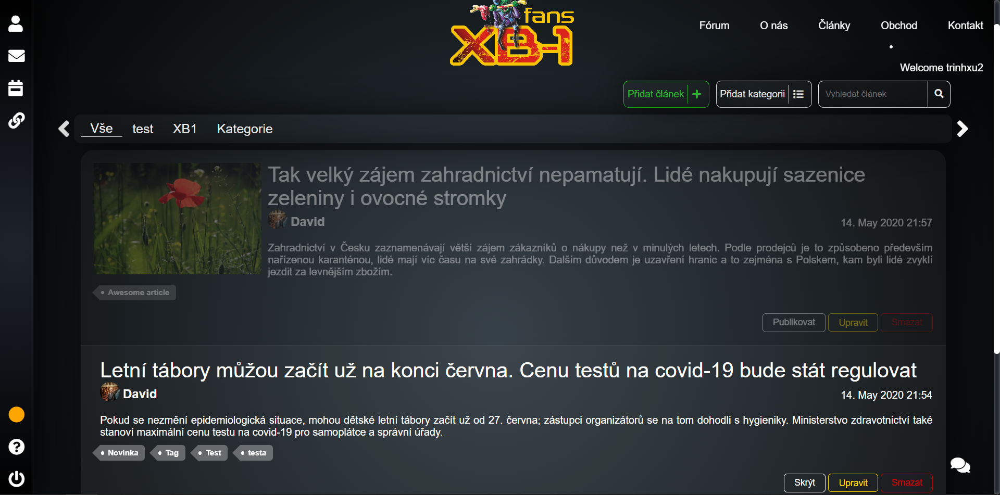 fans
XB-1
Fórum O nás Články Obchod Kontakt
Welcome trinhxu2
Přidat článek Přidat kategorii Vyhledat článek
Vše test XB1 Kategorie
Tak velký zájem zahradnictví nepamatují. Lidé nakupují sazenice
zeleniny i ovocné stromky
David 14. May 2020 21:57
Zahradnictví v Česku zaznamenávají větší zájem zákazníků o nákupy než v minulých letech. Podle prodejců je to způsobeno především
nařízenou karanténou, lidé mají víc času na své zahrádky. Dalším důvodem je uzavření hranic a to zejména s Polskem, kam byli lidé zvyklí
jezdit za levnějším zbožím.
Awesome article
Publikovat Upravit Smazat
Letní tábory můžou začít už na konci června. Cenu testů na covid-19 bude stát regulovat
David 14. May 2020 21:54
Pokud se nezmění epidemiologická situace, mohou dětské letní tábory začít už od 27. června; zástupci organizátorů se na tom dohodli s hygieniky. Ministerstvo zdravotnictví také
stanoví maximální cenu testu na covid-19 pro samoplátce a správní úřady.
Novinka Tag Test testa
Skrýt Upravit Smazat